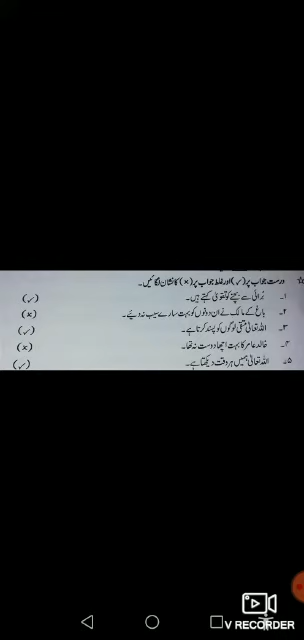 درست جواب پر (✓) اور غلط جواب پر (×) کا نشان لگائیں۔
۱۔ بُرائی سے بچنے کو تقویٰ کہتے ہیں۔ (✓)
۲۔ باغ کے مالک نے ان دونوں کو بہت سارے سیب نہ دیے۔ (×)
۳۔ اللہ تعالیٰ متقی لوگوں کو پسند کرتا ہے۔ (✓)
۴۔ خالد عامر کا بہت اچھا دوست نہ تھا۔ (×)
۵۔ اللہ تعالیٰ ہمیں ہر وقت دیکھتا ہے۔ (✓)
V RECORDER